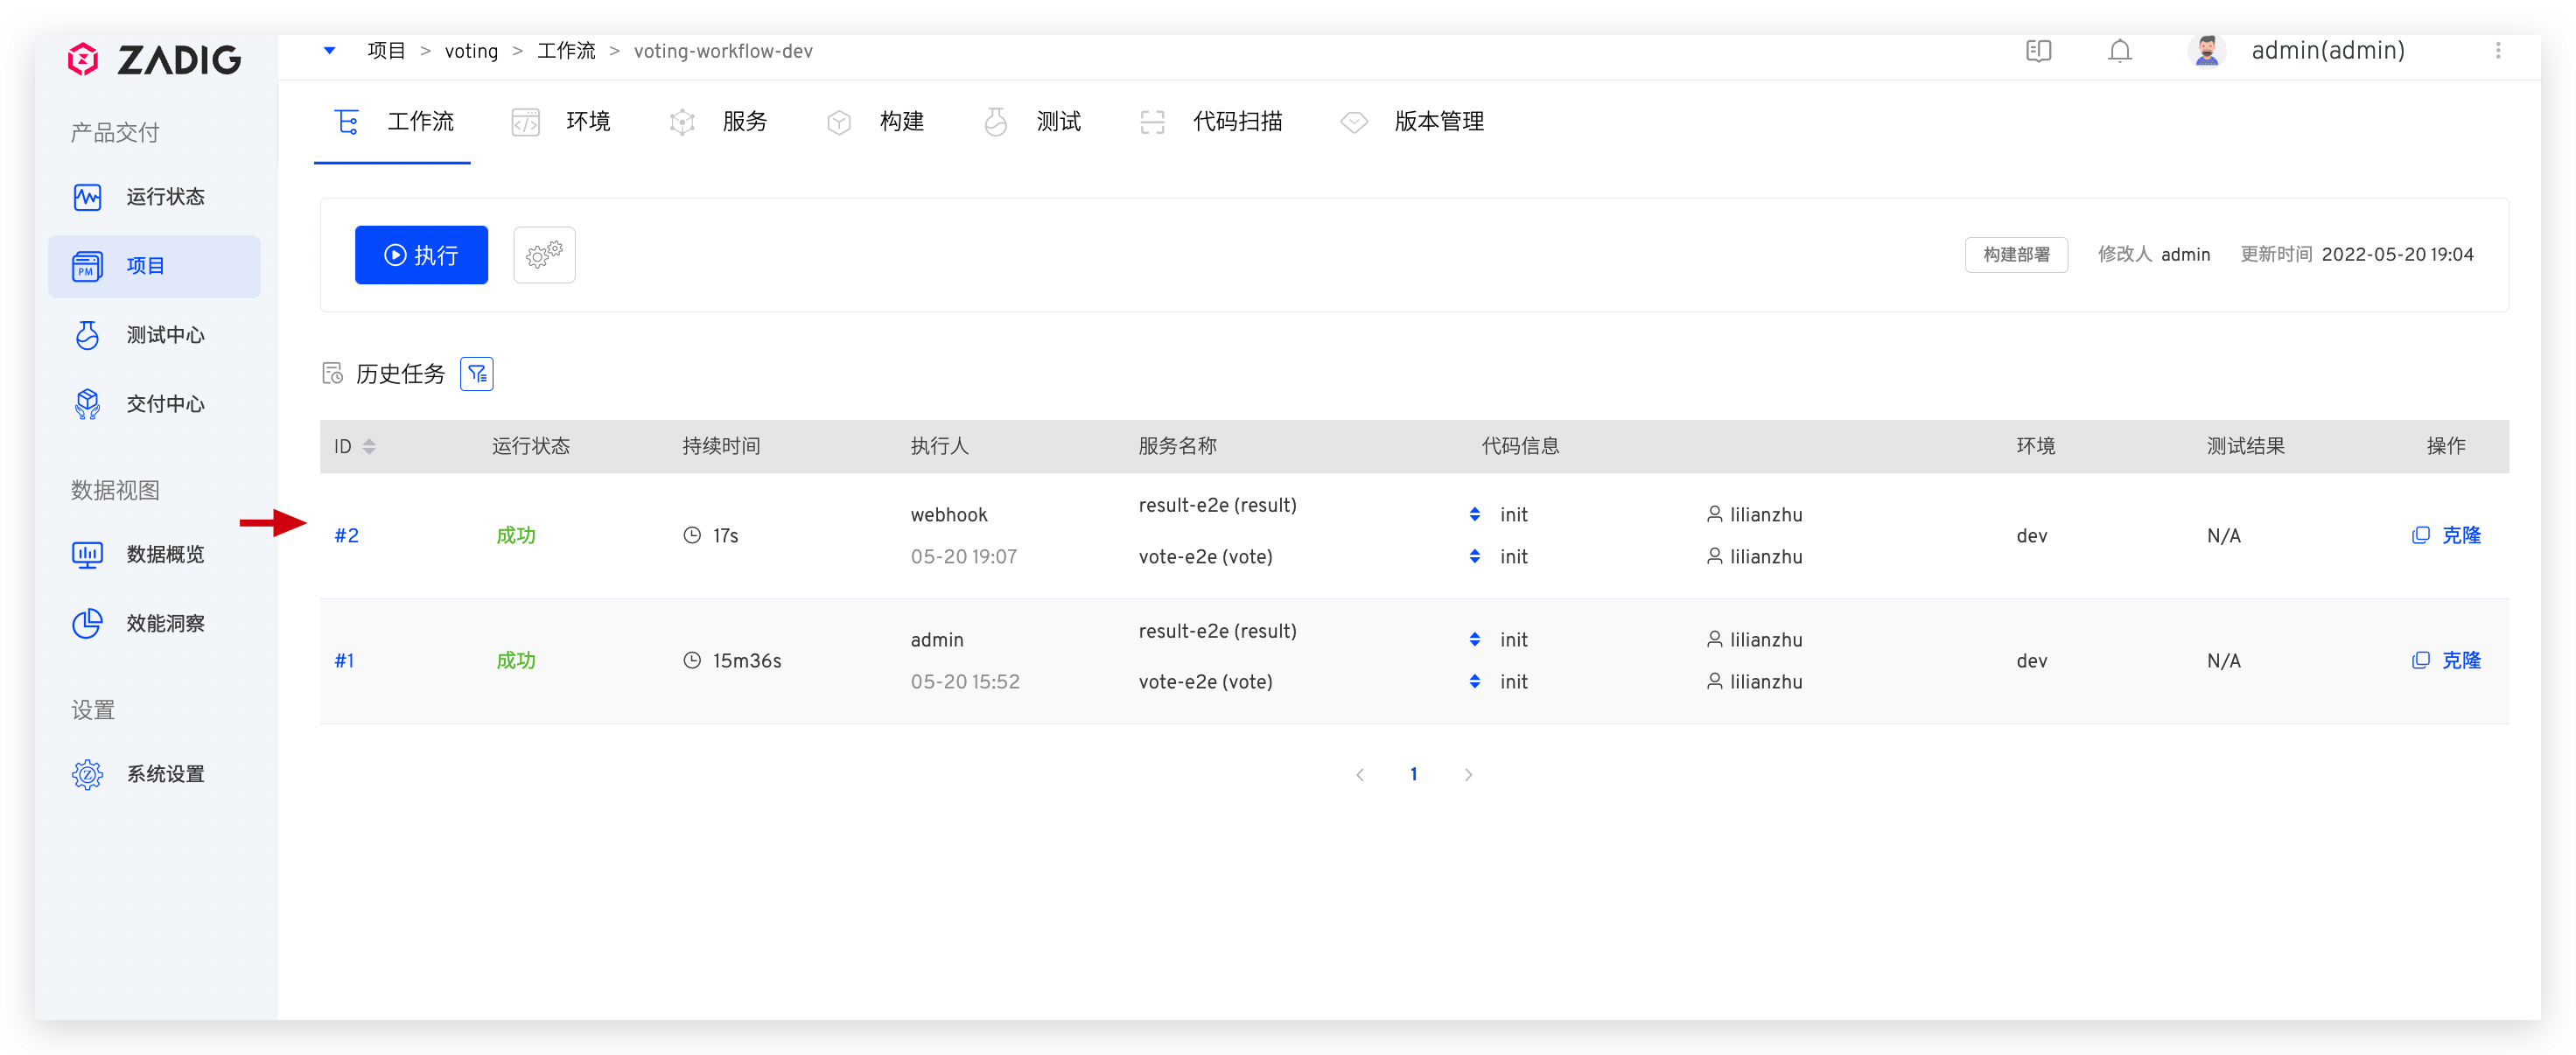 ZADIG
项目 > voting > 工作流 > voting-workflow-dev
admin(admin)
产品交付
运行状态
PM
项目
测试中心
交付中心
数据视图
数据概览
效能洞察
设置
系统设置
工作流 环境 服务 构建 测试 代码扫描 版本管理
执行
构建部署 修改人 admin 更新时间 2022-05-20 19:04
历史任务
ID 运行状态 持续时间 执行人 服务名称 代码信息 环境 测试结果 操作
#2 成功 17s webhook result-e2e (result) init lilianzhu dev N/A 克隆
05-20 19:07 vote-e2e (vote) init lilianzhu
#1 成功 15m36s admin result-e2e (result) init lilianzhu dev N/A 克隆
05-20 15:52 vote-e2e (vote) init lilianzhu
< 1 >